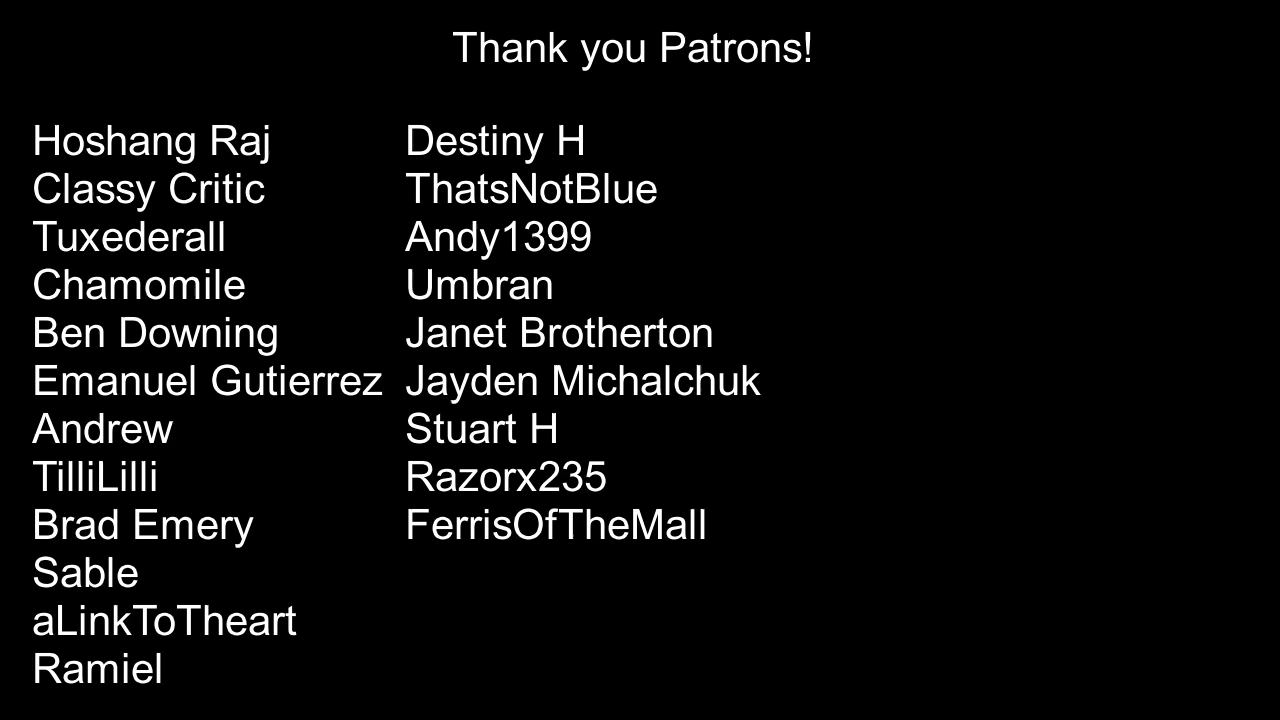 Thank you Patrons!
Hoshang Raj
Classy Critic
Tuxederall
Chamomile
Ben Downing
Emanuel Gutierrez
Andrew
TilliLilli
Brad Emery
Sable
aLinkToTheart
Ramiel
Destiny H
ThatsNotBlue
Andy1399
Umbran
Janet Brotherton
Jayden Michalchuk
Stuart H
Razorx235
FerrisOfTheMall